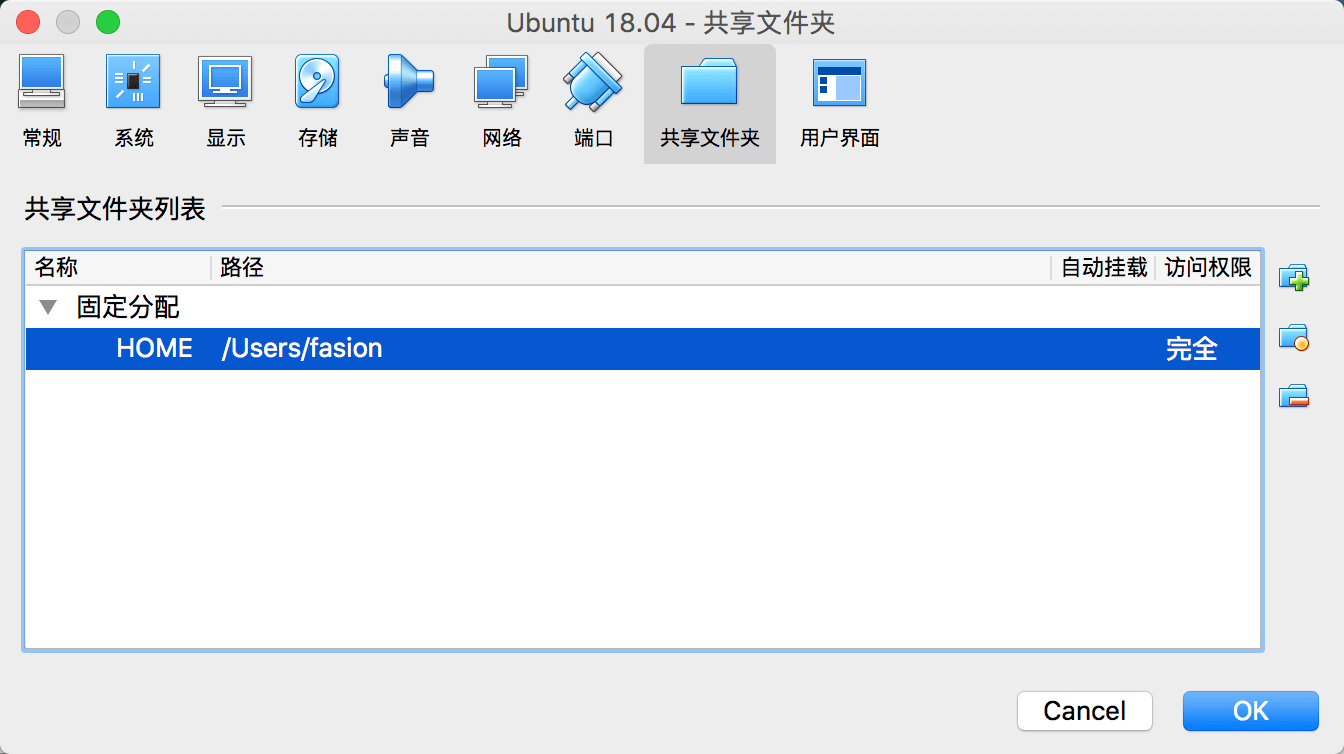 Ubuntu 18.04 - 共享文件夹
常规 系统 显示 存储 声音 网络 端口 共享文件夹 用户界面
共享文件夹列表
名称 路径 自动挂载 访问权限
固定分配
HOME /Users/fasion 完全
Cancel OK